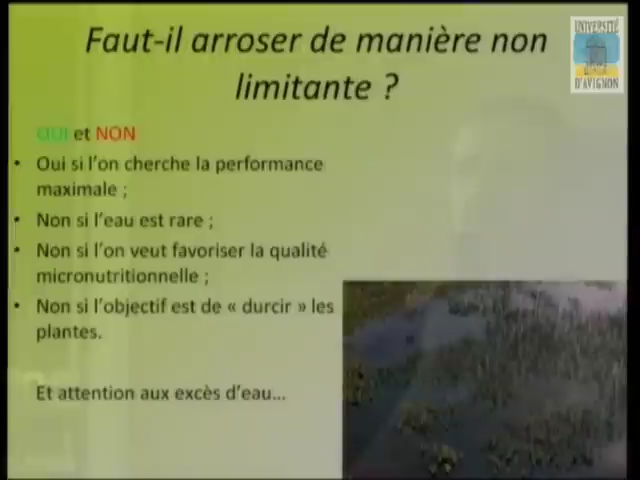 Faut-il arroser de manière non
limitante ?
UNIVERSITÉ
D'AVIGNON
OUI et NON
• Oui si l'on cherche la performance
maximale ;
• Non si l'eau est rare ;
• Non si l'on veut favoriser la qualité
micronutritionnelle ;
• Non si l'objectif est de « durcir » les
plantes.
Et attention aux excès d'eau...